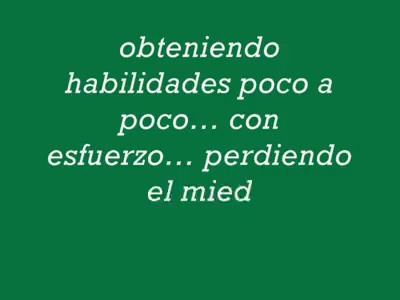 obteniendo
habilidades poco a
poco... con
esfuerzo... perdiendo
el mied